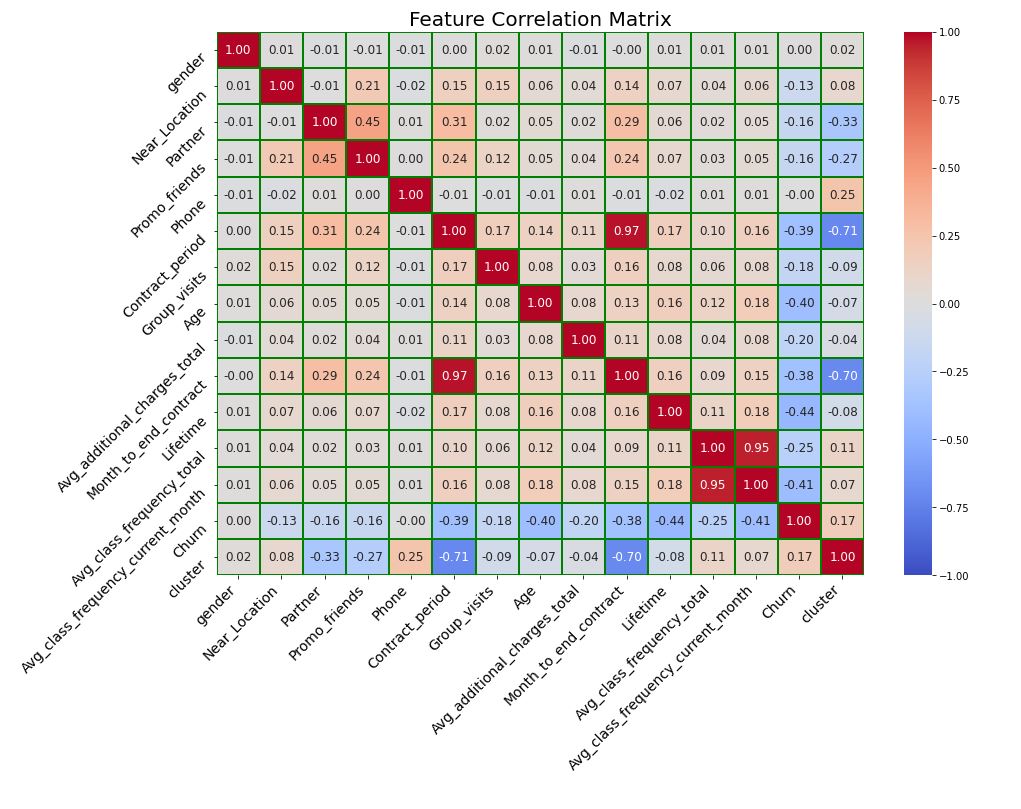 Feature Correlation Matrix
gender 1.00 0.01 -0.01 -0.01 -0.01 0.00 0.02 0.01 -0.01 -0.00 0.01 0.01 0.01 0.00 0.02
Near_Location 0.01 1.00 -0.01 0.21 -0.02 0.15 0.15 0.06 0.04 0.14 0.07 0.04 0.06 -0.13 0.08
Partner -0.01 -0.01 1.00 0.45 0.01 0.31 0.02 0.05 0.02 0.29 0.06 0.02 0.05 -0.16 -0.33
Promo_friends -0.01 0.21 0.45 1.00 0.00 0.24 0.12 0.05 0.04 0.24 0.07 0.03 0.05 -0.16 -0.27
Phone -0.01 -0.02 0.01 0.00 1.00 -0.01 -0.01 -0.01 0.01 -0.01 -0.02 0.01 0.01 -0.00 0.25
Contract_period 0.00 0.15 0.31 0.24 -0.01 1.00 0.17 0.14 0.11 0.97 0.17 0.10 0.16 -0.39 -0.71
Group_visits 0.02 0.15 0.02 0.12 -0.01 0.17 1.00 0.08 0.03 0.16 0.08 0.06 0.08 -0.18 -0.09
Age 0.01 0.06 0.05 0.05 -0.01 0.14 0.08 1.00 0.08 0.13 0.16 0.12 0.18 -0.40 -0.07
Avg_additional_charges_total -0.01 0.04 0.02 0.04 0.01 0.11 0.03 0.08 1.00 0.11 0.08 0.04 0.08 -0.20 -0.04
Month_to_end_contract -0.00 0.14 0.29 0.24 -0.01 0.97 0.16 0.13 0.11 1.00 0.16 0.09 0.15 -0.38 -0.70
Lifetime 0.01 0.07 0.06 0.07 -0.02 0.17 0.08 0.16 0.08 0.16 1.00 0.11 0.18 -0.44 -0.08
Avg_class_frequency_total 0.01 0.04 0.02 0.03 0.01 0.10 0.06 0.12 0.04 0.09 0.11 1.00 0.95 -0.25 0.11
Avg_class_frequency_current_month 0.01 0.06 0.05 0.05 0.01 0.16 0.08 0.18 0.08 0.15 0.18 0.95 1.00 -0.41 0.07
Churn 0.00 -0.13 -0.16 -0.16 -0.00 -0.39 -0.18 -0.40 -0.20 -0.38 -0.44 -0.25 -0.41 1.00 0.17
cluster 0.02 0.08 -0.33 -0.27 0.25 -0.71 -0.09 -0.07 -0.04 -0.70 -0.08 0.11 0.07 0.17 1.00
gender
Near_Location
Partner
Promo_friends
Phone
Contract_period
Group_visits
Age
Avg_additional_charges_total
Month_to_end_contract
Lifetime
Avg_class_frequency_total
Avg_class_frequency_current_month
Churn
cluster
1.00
0.75
0.50
0.25
0.00
−0.25
−0.50
−0.75
−1.00